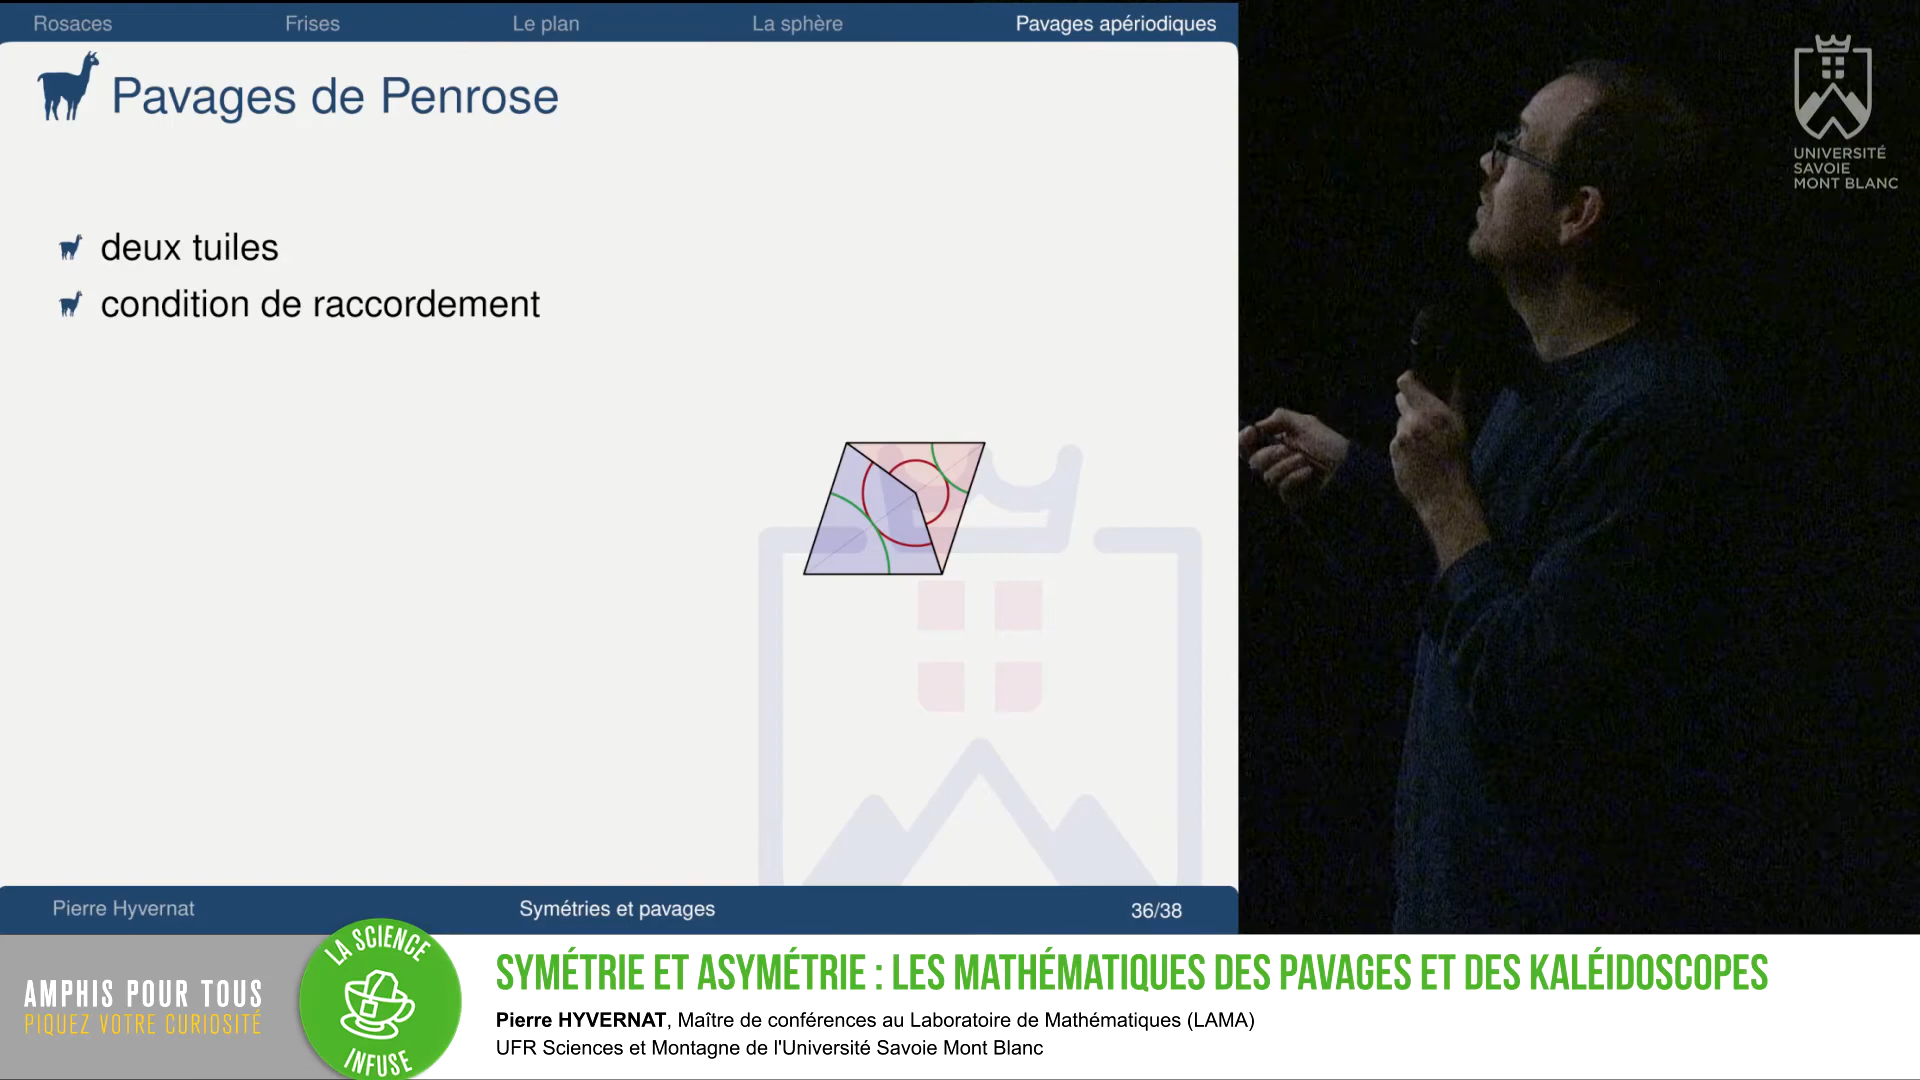 Rosaces Frises Le plan La sphère Pavages apériodiques
Pavages de Penrose
deux tuiles
condition de raccordement
Pierre Hyvernat Symétries et pavages 36/38
UNIVERSITÉ
SAVOIE
MONT BLANC
AMPHIS POUR TOUS
PIQUEZ VOTRE CURIOSITÉ
LA SCIENCE
INFUSE
SYMÉTRIE ET ASYMÉTRIE : LES MATHÉMATIQUES DES PAVAGES ET DES KALÉIDOSCOPES
Pierre HYVERNAT, Maître de conférences au Laboratoire de Mathématiques (LAMA)
UFR Sciences et Montagne de l'Université Savoie Mont Blanc